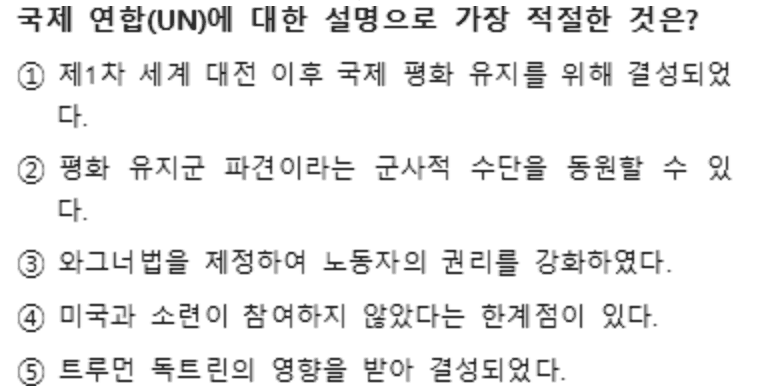 국제 연합(UN)에 대한 설명으로 가장 적절한 것은?
① 제1차 세계 대전 이후 국제 평화 유지를 위해 결성되었
다.
② 평화 유지군 파견이라는 군사적 수단을 동원할 수 있
다.
③ 와그너법을 제정하여 노동자의 권리를 강화하였다.
④ 미국과 소련이 참여하지 않았다는 한계점이 있다.
⑤ 트루먼 독트린의 영향을 받아 결성되었다.